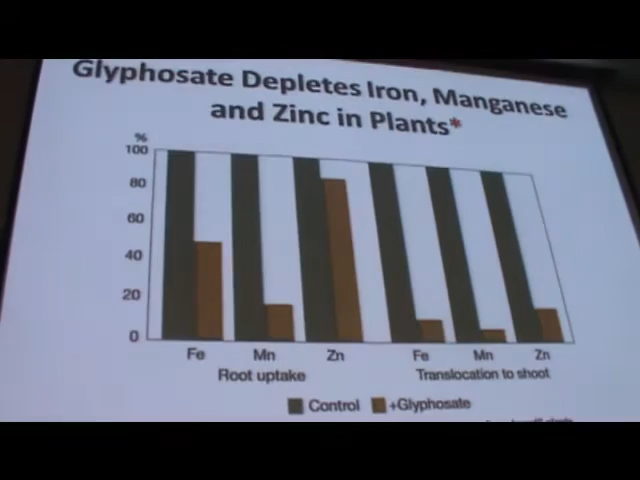 Glyphosate Depletes Iron, Manganese
and Zinc in Plants*
%
100
80
60
40
20
0
Fe Mn Zn Fe Mn Zn
Root uptake Translocation to shoot
Control +Glyphosate